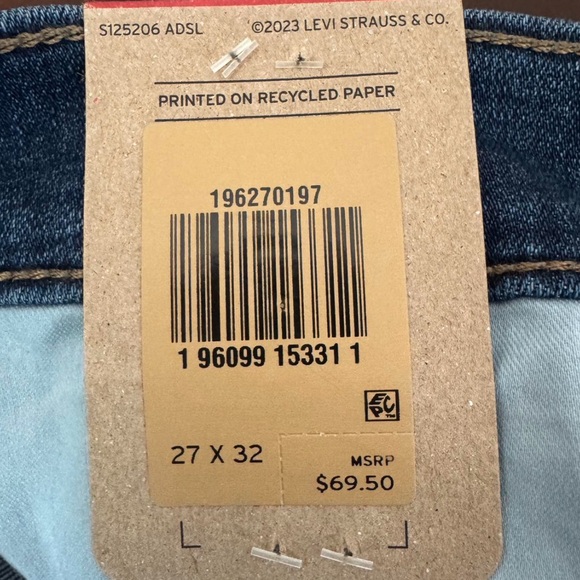 S125206 ADSL ©2023 LEVI STRAUSS & CO.
PRINTED ON RECYCLED PAPER
196270197
1 96099 15331 1
EPC™
27 X 32
MSRP
$69.50